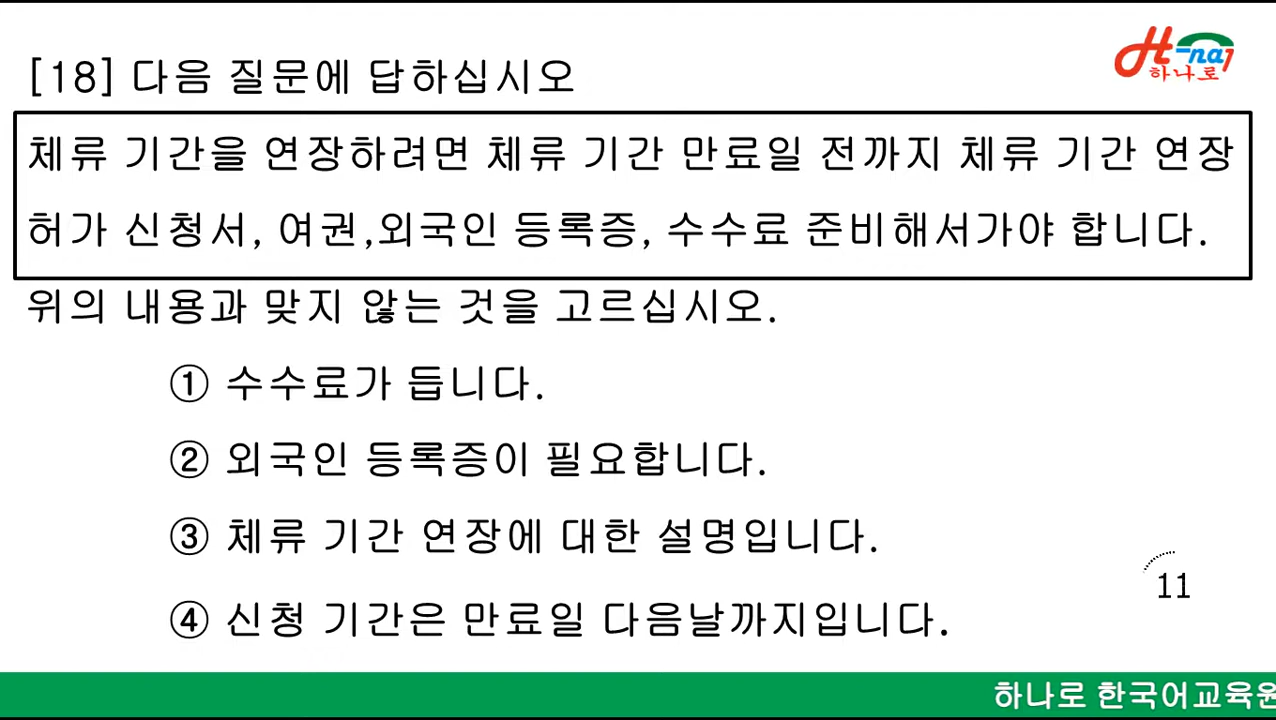 H-na로
하나로
[18] 다음 질문에 답하십시오
체류 기간을 연장하려면 체류 기간 만료일 전까지 체류 기간 연장
허가 신청서, 여권,외국인 등록증, 수수료 준비해서가야 합니다.
위의 내용과 맞지 않는 것을 고르십시오.
① 수수료가 듭니다.
② 외국인 등록증이 필요합니다.
③ 체류 기간 연장에 대한 설명입니다.
④ 신청 기간은 만료일 다음날까지입니다.
11
하나로 한국어교육원